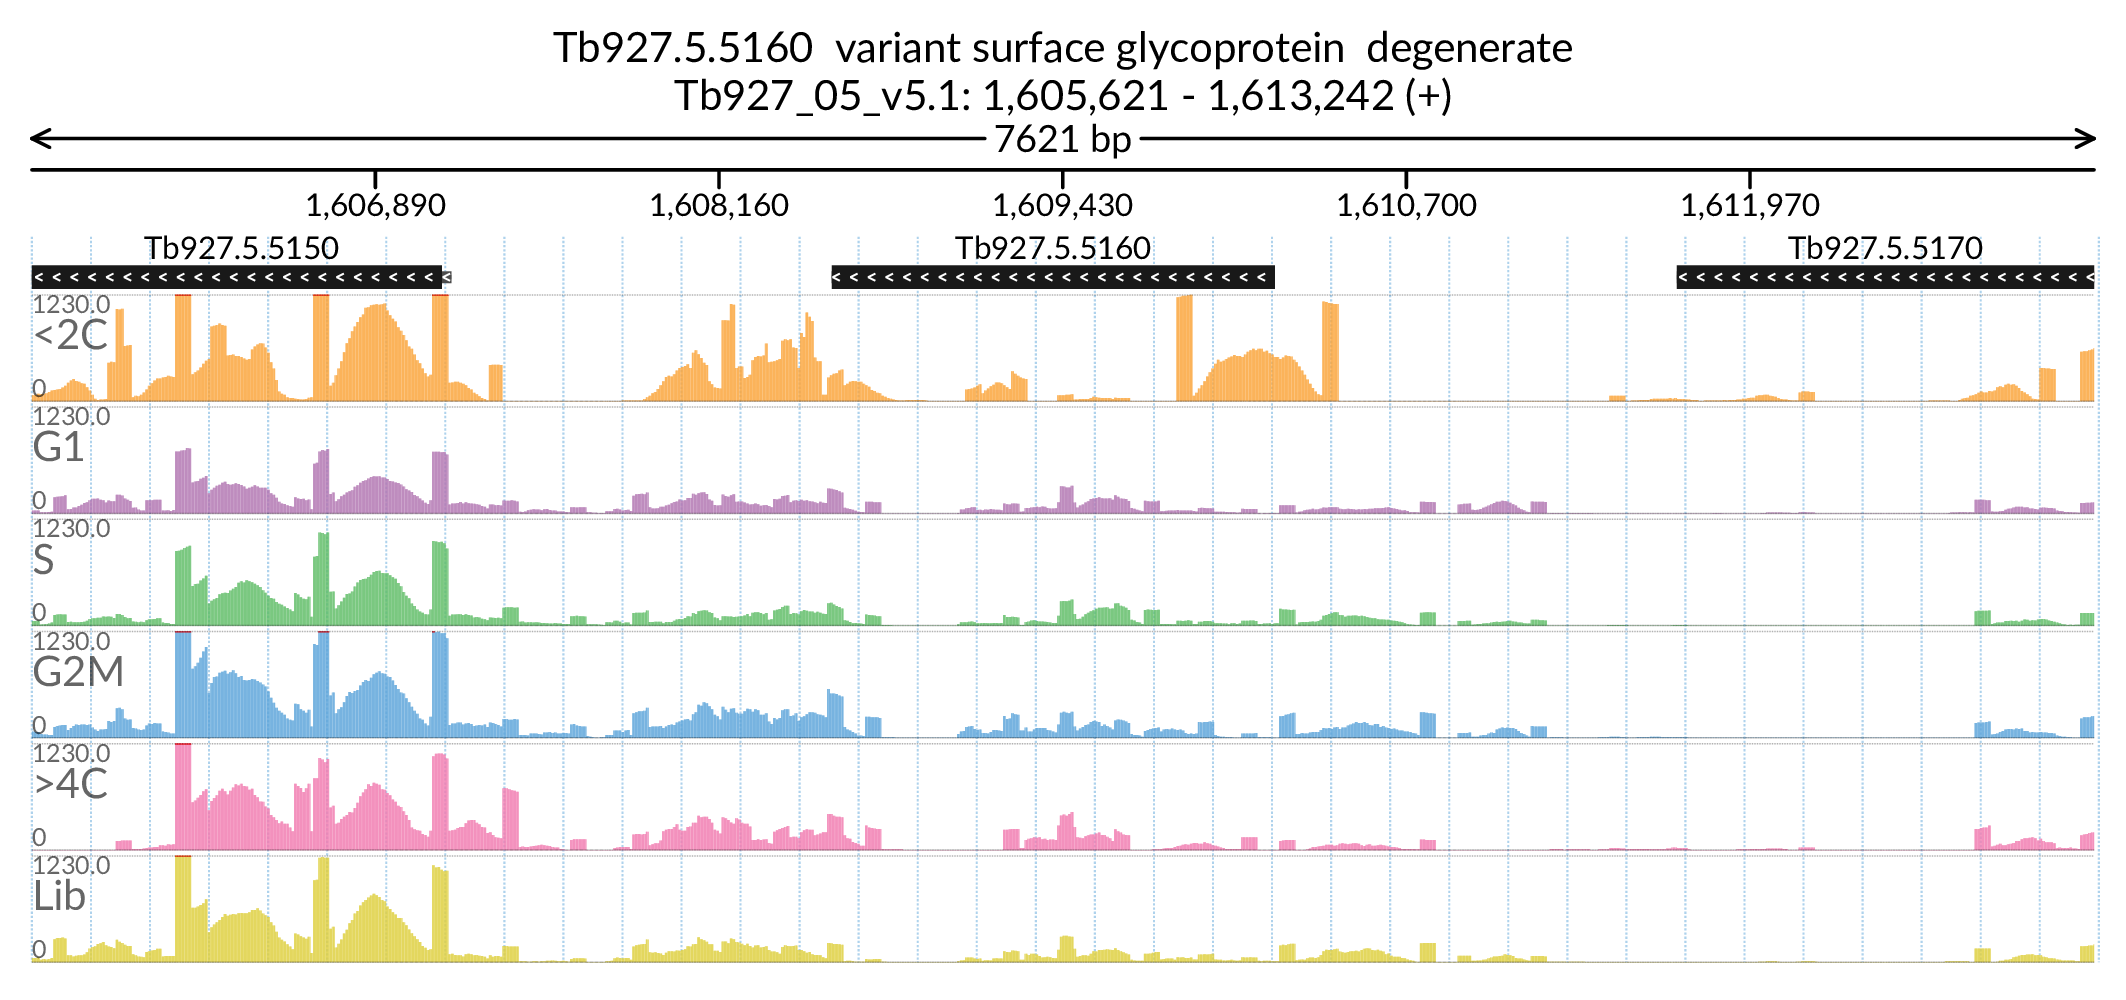 Tb927.5.5160  variant surface glycoprotein  degenerate
Tb927_05_v5.1: 1,605,621 - 1,613,242 (+)
7621 bp
1,606,890 1,608,160 1,609,430 1,610,700 1,611,970
Tb927.5.5150 Tb927.5.5160 Tb927.5.5170
1230.0
<2C
0
1230.0
G1
0
1230.0
S
0
1230.0
G2M
0
1230.0
>4C
0
1230.0
Lib
0